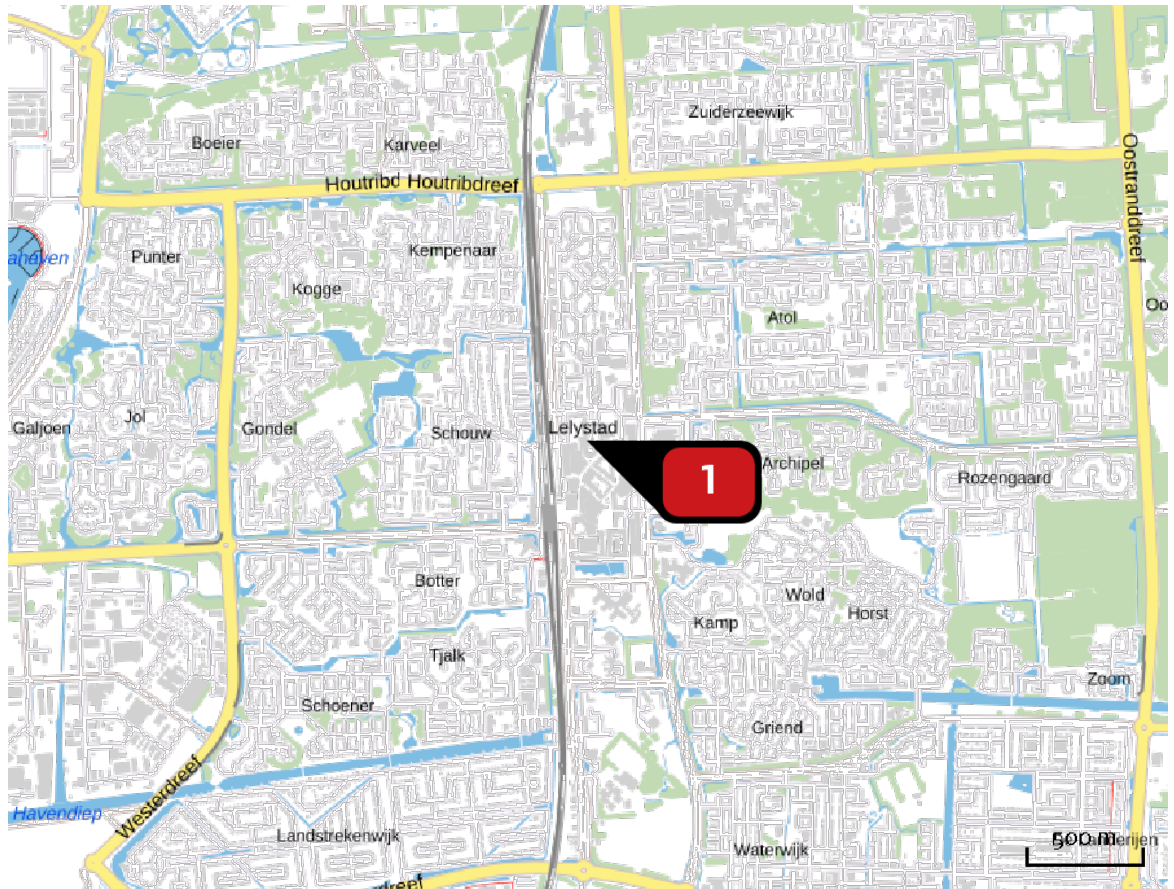 Zuiderzeewijk
Boeier
Karveel
Oostranddreef
Houtribd Houtribdreef
Punter
Kempenaar
Kogge
Atol
Jol
Galjoen
Gondel
Schouw
Lelystad
Archipel
1
Rozengaard
Botter
Wold
Horst
Kamp
Tjalk
Zoom
Schoener
Griend
Westerdreef
Havendiep
Landstrekenwijk
Waterwijk
500 m